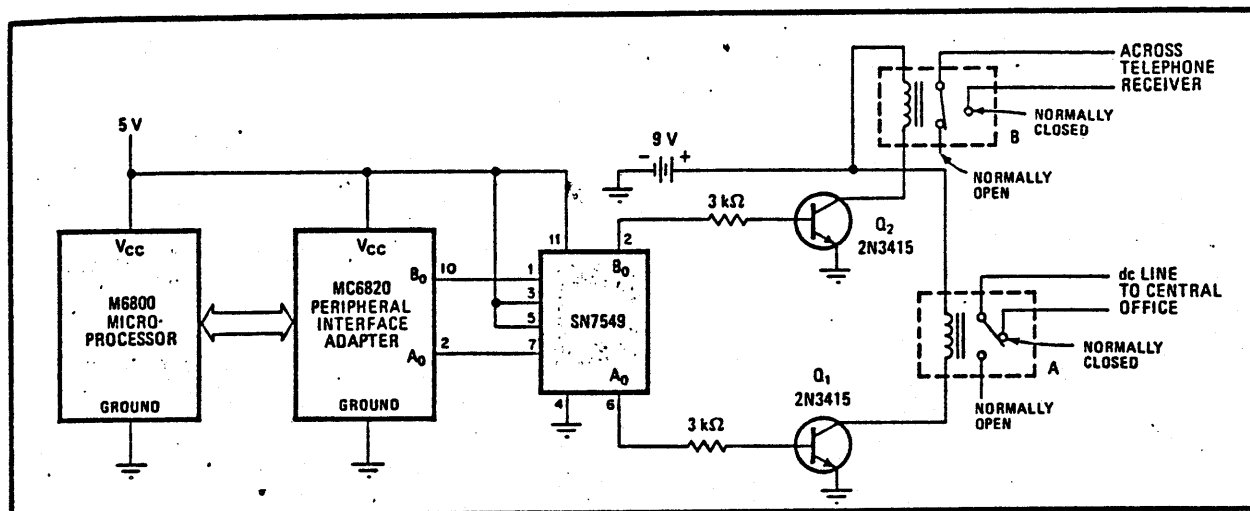 ACROSS
TELEPHONE
RECEIVER
NORMALLY
CLOSED
B
NORMALLY
OPEN
5 V
9 V
- +
3 kΩ
Q2
2N3415
VCC
M6800
MICRO-
PROCESSOR
GROUND
VCC
MC6820
PERIPHERAL
INTERFACE
ADAPTER
B0 10
A0 2
GROUND
11 2
B0
1
3
5
7
SN7549
A0
4 6
3 kΩ
Q1
2N3415
dc LINE
TO CENTRAL
OFFICE
NORMALLY
CLOSED
A
NORMALLY
OPEN